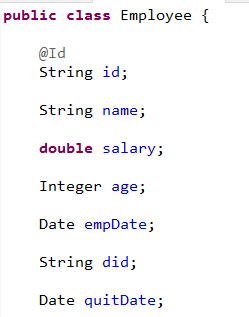 public class Employee {
@Id
String id;
String name;
double salary;
Integer age;
Date empDate;
String did;
Date quitDate;